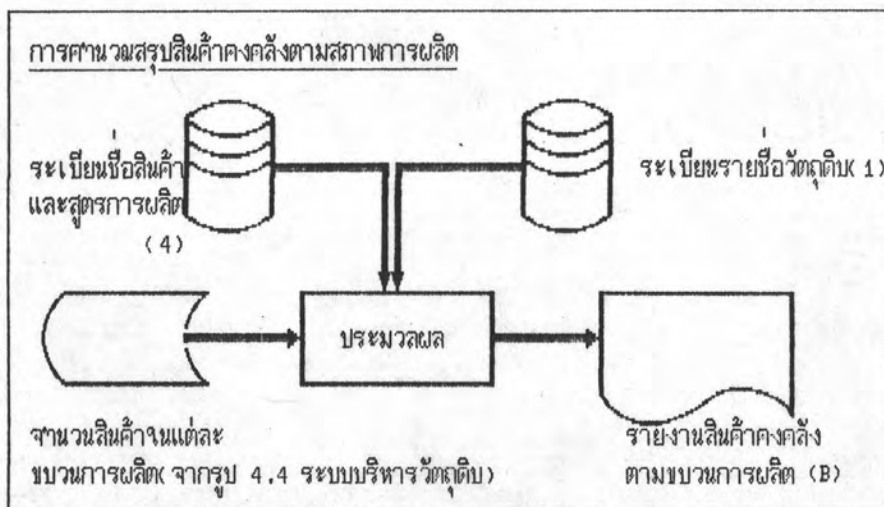 การคำนวณสรุปสินค้าคงคลังตามสภาพการผลิต
ระเบียนชื่อสินค้า
และสูตรการผลิต
(4)
ระเบียนรายชื่อวัตถุดิบ(1)
ประมวลผล
จำนวนสินค้าในแต่ละ
ขบวนการผลิต(จากรูป 4.4 ระบบบริหารวัตถุดิบ)
รายงานสินค้าคงคลัง
ตามขบวนการผลิต (B)